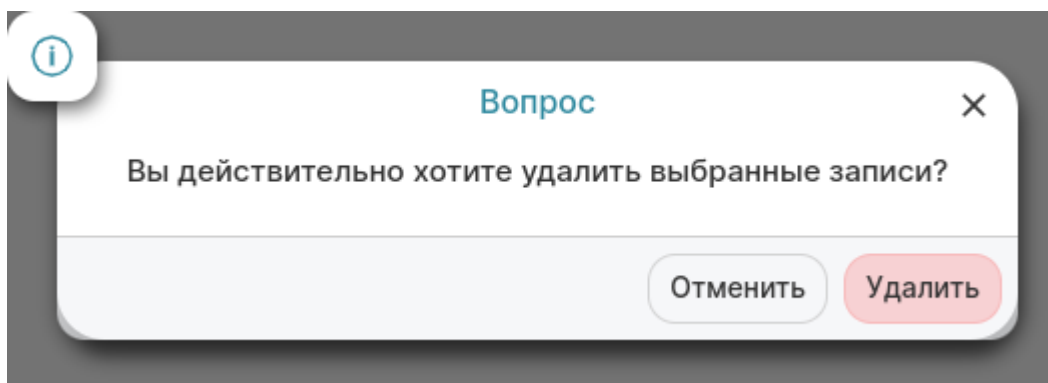 Вопрос
Вы действительно хотите удалить выбранные записи?
Отменить Удалить